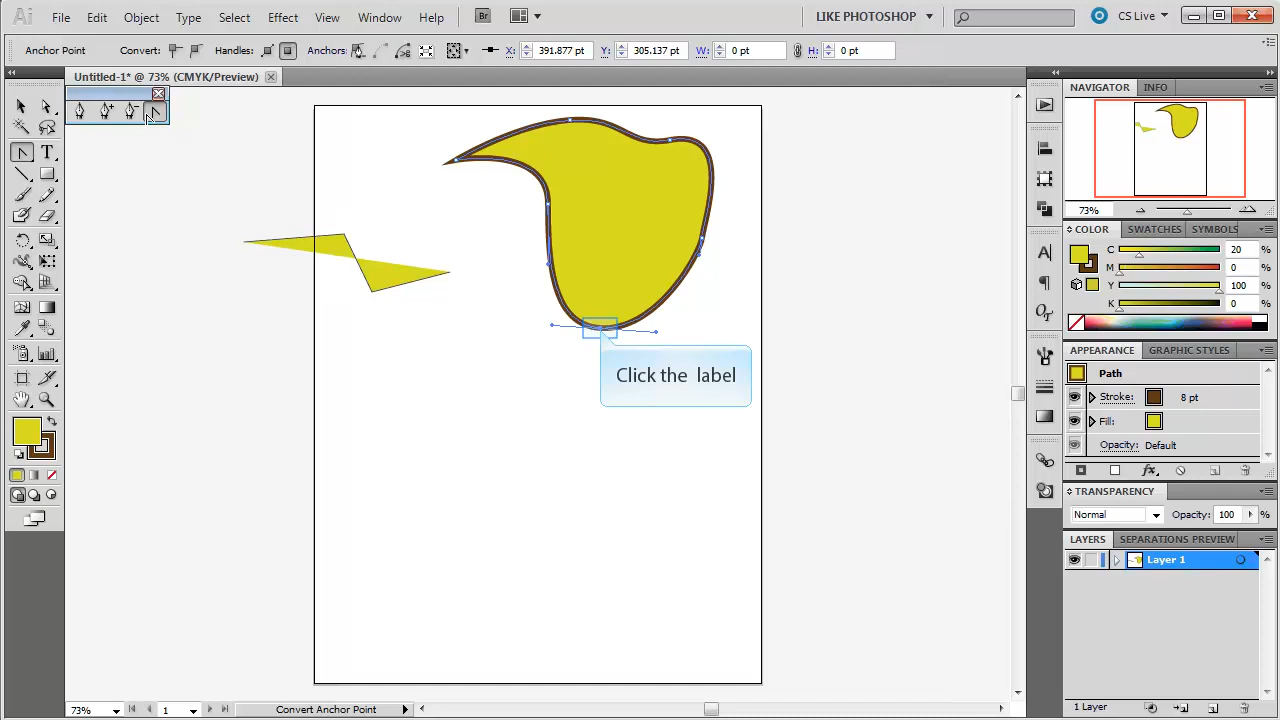 Ai File Edit Object Type Select Effect View Window Help Br LIKE PHOTOSHOP CS Live
Anchor Point Convert: Handles: Anchors: X: 391.877 pt Y: 305.137 pt W: 0 pt H: 0 pt
Untitled-1* @ 73% (CMYK/Preview)
NAVIGATOR INFO
73%
COLOR SWATCHES SYMBOLS
C 20 %
M 0 %
Y 100 %
K 0 %
Click the label
APPEARANCE GRAPHIC STYLES
Path
Stroke: 8 pt
Fill:
Opacity: Default
TRANSPARENCY
Normal Opacity: 100 %
LAYERS SEPARATIONS PREVIEW
Layer 1
1 Layer
73% 1 Convert Anchor Point